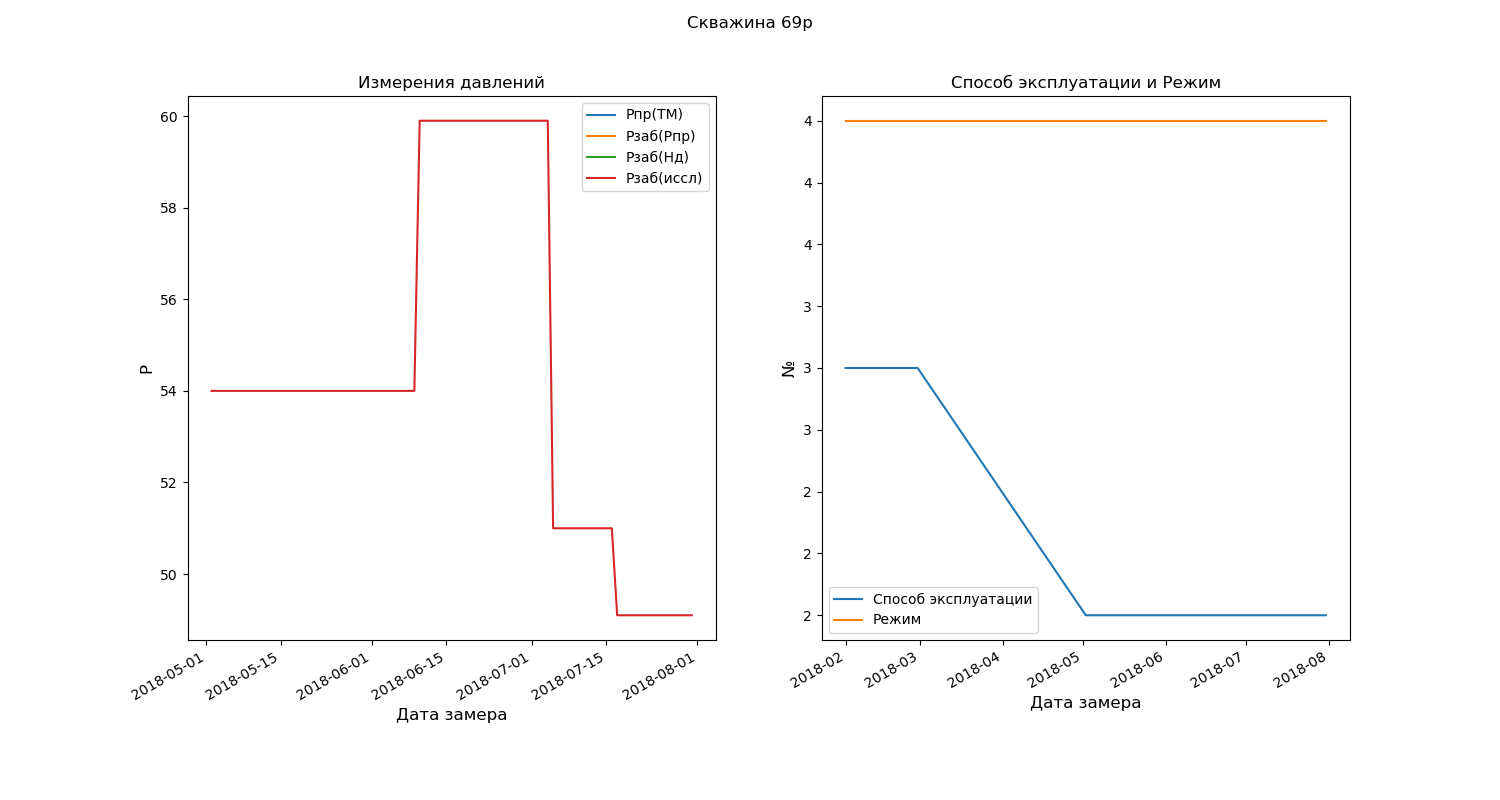 Скважина 69р
Измерения давлений
60
58
56
54
52
50
Р
Рпр(ТМ)
Рзаб(Рпр)
Рзаб(Нд)
Рзаб(иссл)
2018-05-01
2018-05-15
2018-06-01
2018-06-15
2018-07-01
2018-07-15
2018-08-01
Дата замера
Способ эксплуатации и Режим
4
4
4
3
3
3
2
2
2
№
Способ эксплуатации
Режим
2018-02
2018-03
2018-04
2018-05
2018-06
2018-07
2018-08
Дата замера